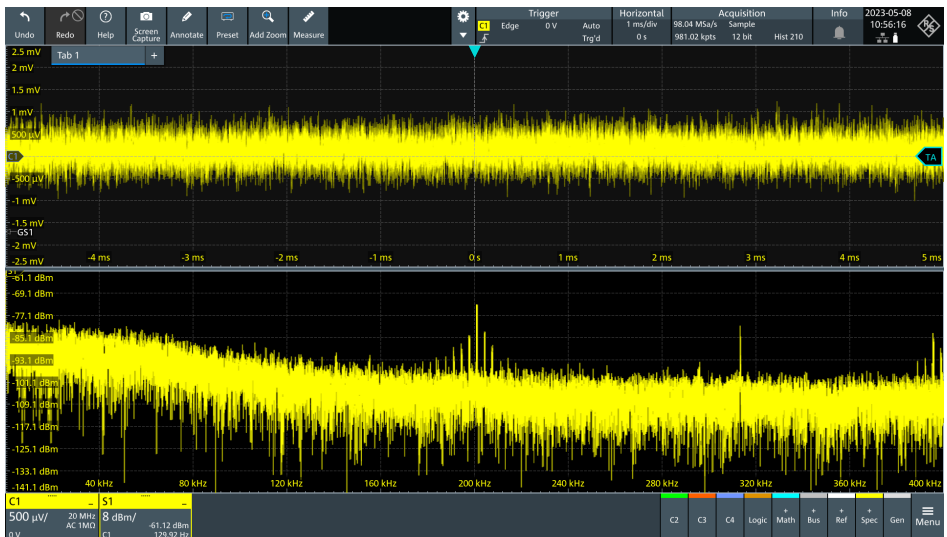 Trigger Horizontal Acquisition Info 2023-05-08
C1 Edge 0 V Auto 1 ms/div 98.04 MSa/s Sample 10:56:16
Undo Redo Help Screen Capture Annotate Preset Add Zoom Measure Trig'd 0 s 981.02 kpts 12 bit Hist 210
2.5 mV Tab 1 +
2 mV
1.5 mV
1 mV
500 µV
C1 TA
-500 µV
-1 mV
-1.5 mV
GS1
-2 mV
-2.5 mV -4 ms -3 ms -2 ms -1 ms 0 s 1 ms 2 ms 3 ms 4 ms 5 ms
-61.1 dBm
-69.1 dBm
-77.1 dBm
-85.1 dBm
-93.1 dBm
-101.1 dBm
-109.1 dBm
-117.1 dBm
-125.1 dBm
-133.1 dBm
-141.1 dBm 40 kHz 80 kHz 120 kHz 160 kHz 200 kHz 240 kHz 280 kHz 320 kHz 360 kHz 400 kHz
C1 S1
500 µV/ 20 MHz 8 dBm/
AC 1MΩ -61.12 dBm
0 V C1 129.92 Hz
C2 C3 C4 Logic + Math + Bus + Ref + Spec Gen Menu